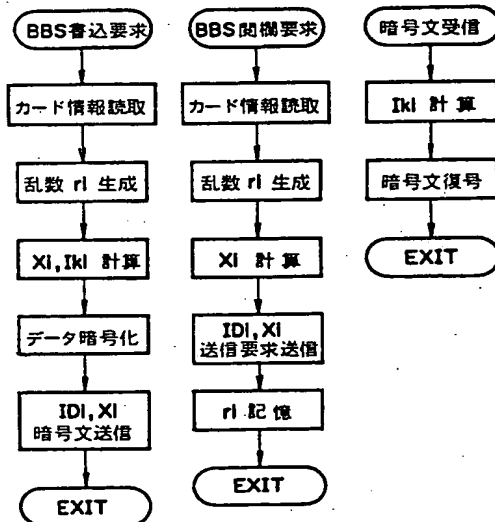 BBS書込要求
カード情報読取
乱数 ri 生成
Xi,Iki 計算
データ暗号化
IDi,Xi
暗号文送信
EXIT
BBS閲欄要求
カード情報読取
乱数 ri 生成
Xi 計算
IDi,Xi
送信要求送信
ri 記憶
EXIT
暗号文受信
Iki 計算
暗号文復号
EXIT